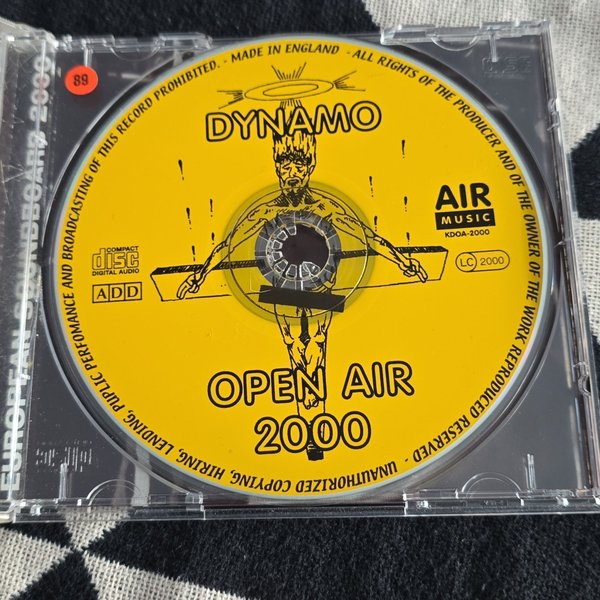 89
EUROPEAN SOUNDBOARD 2000
UNAUTHORIZED COPYING, HIRING, LENDING, PUPLIC PERFOMANCE AND BROADCASTING OF THIS RECORD PROHIBITED. - MADE IN ENGLAND - ALL RIGHTS OF THE PRODUCER AND OF THE OWNER OF THE WORK REPRODUCED RESERVED -
DYNAMO
AIR
MUSIC
KDOA-2000
COMPACT
disc
DIGITAL AUDIO
LC 2000
ADD
OPEN AIR
2000